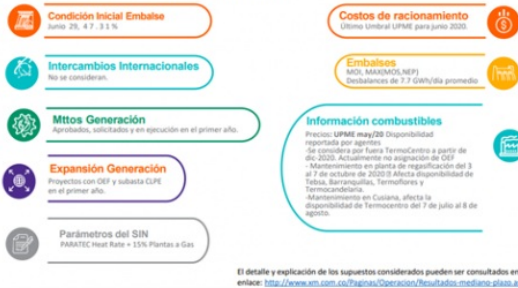 Condición Inicial Embalse
Junio 28, 47.31%
Intercambios Internacionales
No se consideran.
Mttos Generación
Aprobados, solicitados y en ejecución en el primer año.
Expansión Generación
Proyectos con OEF y subasta CLPE
en el primer año.
Parámetros del SIN
PARATEC Heat Rate + 15% Plantas a Gas
Costos de racionamiento
Último Umbral UPME para junio 2020.
Embalses
MOI, MAX(MOS,NEP)
Desbalances de 7.7 GWh/día promedio
Información combustibles
Precios: UPME may/20 Disponibilidad
reportada por agentes
-Se considera por fuera TermoCentro a partir de
dic-2020. Actualmente no asignación de OEF
- Mantenimiento en planta de regasificación del 3
al 7 de octubre de 2020 Afecta disponibilidad de
Tebsa, Barranquillas, Termoflores y
Termocandelaria.
-Mantenimiento en Cusiana, afecta la
disponibilidad de Termocentro del 7 de julio al 8 de
agosto.
El detalle y explicación de los supuestos considerados pueden ser consultados en
enlace: http://www.xm.com.co/Paginas/Operacion/Resultados-mediano-plazo.a